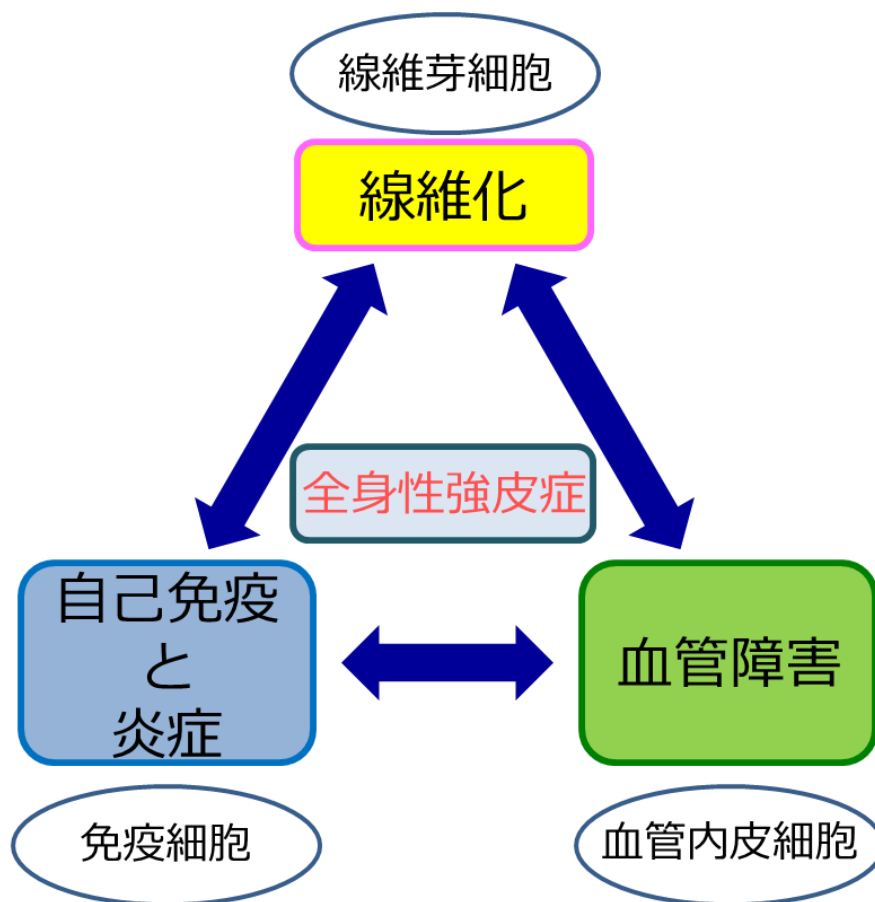 線維芽細胞
線維化
全身性強皮症
自己免疫
と
炎症
血管障害
免疫細胞
血管内皮細胞